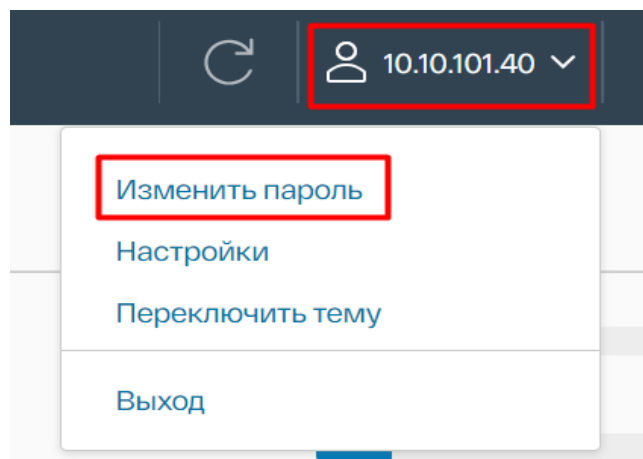 10.10.101.40
Изменить пароль
Настройки
Переключить тему
Выход